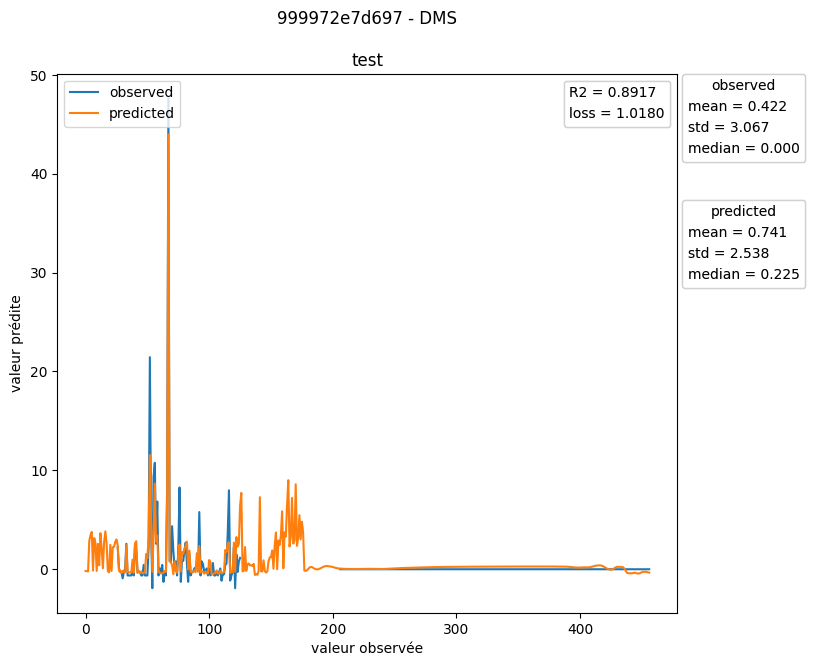 999972e7d697 - DMS
test
observed
predicted
R2 = 0.8917
loss = 1.0180
observed
mean = 0.422
std = 3.067
median = 0.000
predicted
mean = 0.741
std = 2.538
median = 0.225
valeur prédite
50
40
30
20
10
0
0
100
200
300
400
valeur observée